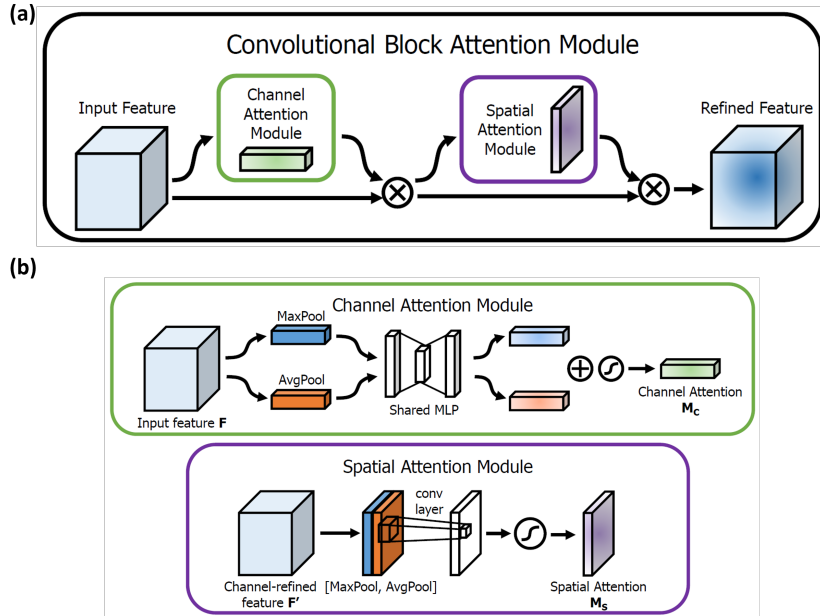 (a)
Convolutional Block Attention Module
Input Feature
Channel
Attention
Module
Spatial
Attention
Module
Refined Feature
(b)
Channel Attention Module
MaxPool
AvgPool
Input feature F
Shared MLP
Channel Attention
Mc
Spatial Attention Module
conv
layer
Channel-refined
feature F'
[MaxPool, AvgPool]
Spatial Attention
Ms